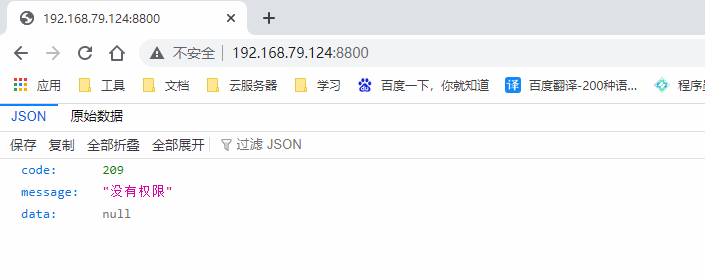 192.168.79.124:8800
不安全 192.168.79.124:8800
应用 工具 文档 云服务器 学习 百度一下，你就知道 译 百度翻译-200种语... 程序
JSON 原始数据
保存 复制 全部折叠 全部展开 过滤 JSON
code: 209
message: "没有权限"
data: null